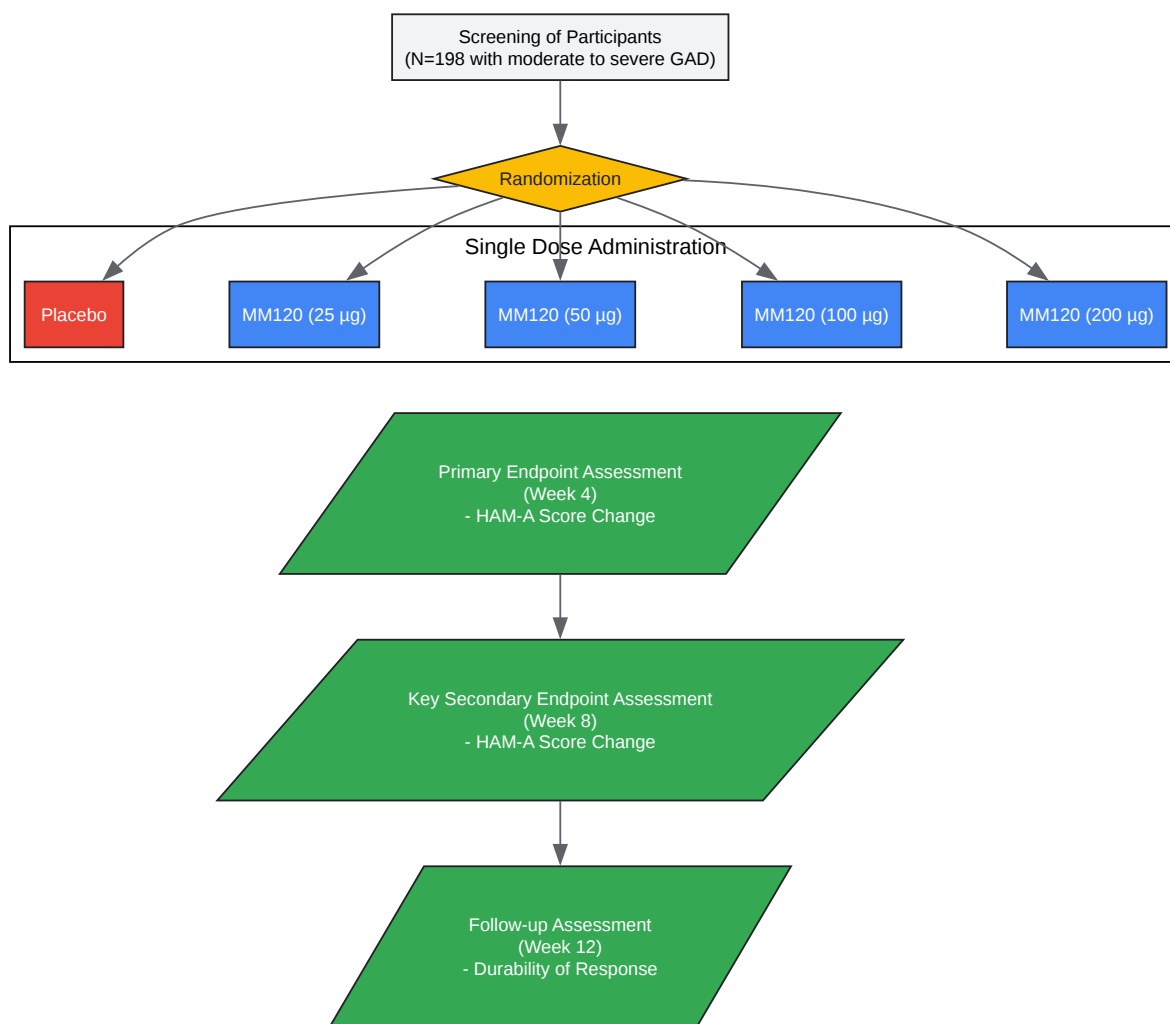 Screening of Participants
(N=198 with moderate to severe GAD)
Randomization
Single Dose Administration
Placebo
MM120 (25 µg)
MM120 (50 µg)
MM120 (100 µg)
MM120 (200 µg)
Primary Endpoint Assessment
(Week 4)
- HAM-A Score Change
Key Secondary Endpoint Assessment
(Week 8)
- HAM-A Score Change
Follow-up Assessment
(Week 12)
- Durability of Response